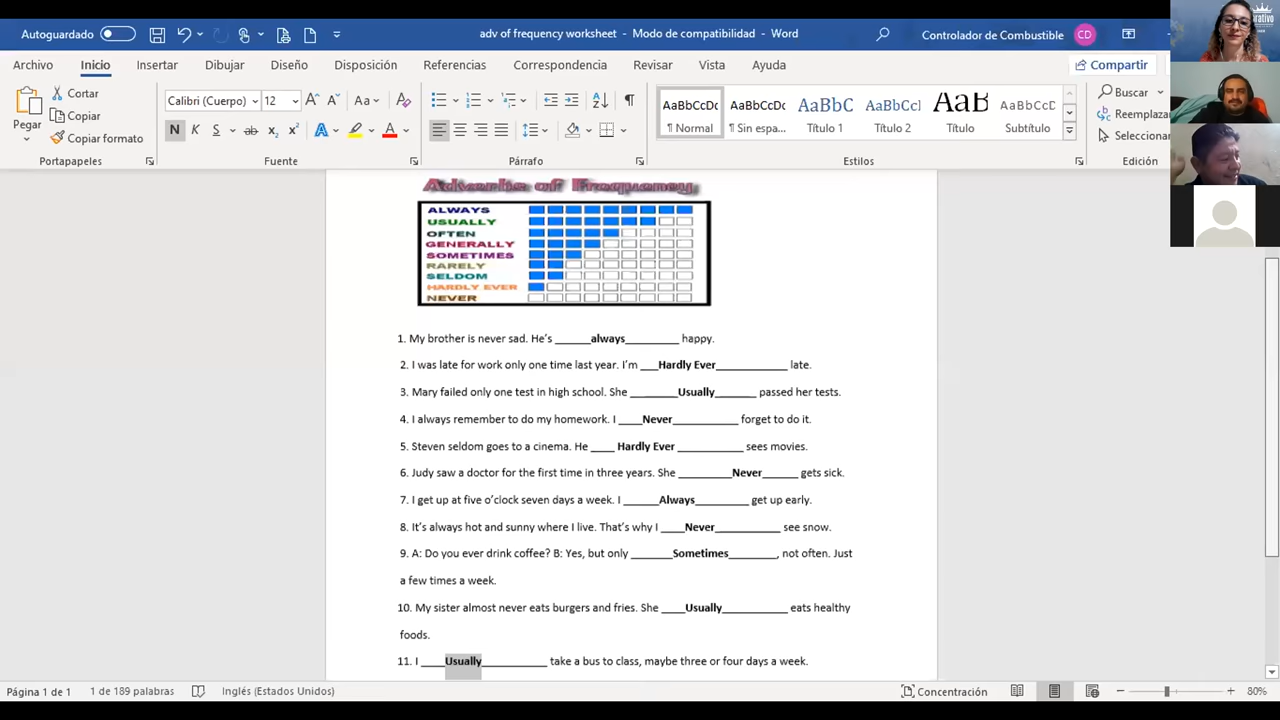 Autoguardado
adv of frequency worksheet - Modo de compatibilidad - Word
Controlador de Combustible CD
Archivo Inicio Insertar Dibujar Diseño Disposición Referencias Correspondencia Revisar Vista Ayuda Compartir
Pegar
Cortar
Copiar
Copiar formato
Portapapeles
Calibri (Cuerpo) 12
N K S ab x₂ x²
Fuente
Párrafo
AaBbCcDc AaBbCcDc AaBbC AaBbCcI AaB AaBbCcD
¶ Normal ¶ Sin espa... Título 1 Título 2 Título Subtítulo
Estilos
Buscar
Reemplaza
Selecciona
Edición
Adverbs of Frequency
ALWAYS
USUALLY
OFTEN
GENERALLY
SOMETIMES
RARELY
SELDOM
HARDLY EVER
NEVER
1. My brother is never sad. He's ______always_________ happy.
2. I was late for work only one time last year. I'm ___Hardly Ever____________ late.
3. Mary failed only one test in high school. She ________Usually_______ passed her tests.
4. I always remember to do my homework. I ____Never___________ forget to do it.
5. Steven seldom goes to a cinema. He ____ Hardly Ever ___________ sees movies.
6. Judy saw a doctor for the first time in three years. She _________Never______ gets sick.
7. I get up at five o'clock seven days a week. I ______Always_________ get up early.
8. It's always hot and sunny where I live. That's why I ____Never___________ see snow.
9. A: Do you ever drink coffee? B: Yes, but only _______Sometimes________, not often. Just
a few times a week.
10. My sister almost never eats burgers and fries. She ____Usually___________ eats healthy
foods.
11. I ____Usually___________ take a bus to class, maybe three or four days a week.
Página 1 de 1 1 de 189 palabras Inglés (Estados Unidos) Concentración 80%